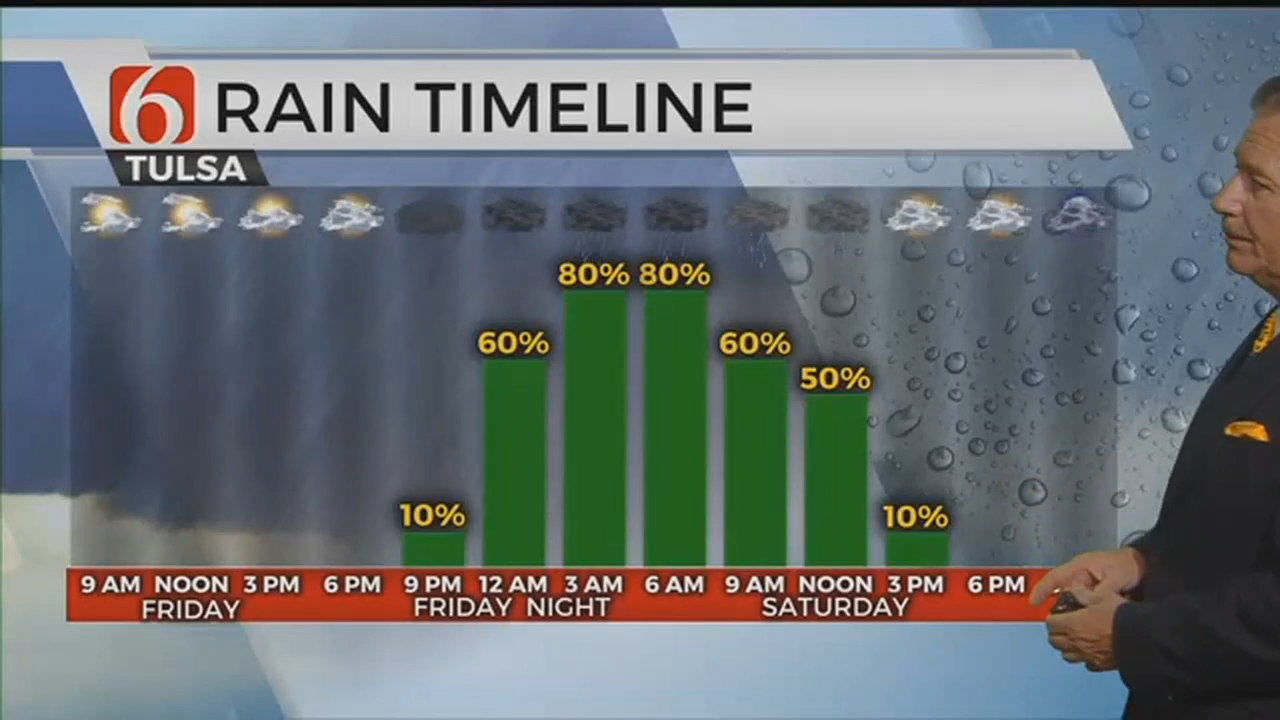 6 RAIN TIMELINE
TULSA
80% 80%
60% 60%
50%
10% 10%
9 AM NOON 3 PM 6 PM 9 PM 12 AM 3 AM 6 AM 9 AM NOON 3 PM 6 PM
FRIDAY FRIDAY NIGHT SATURDAY